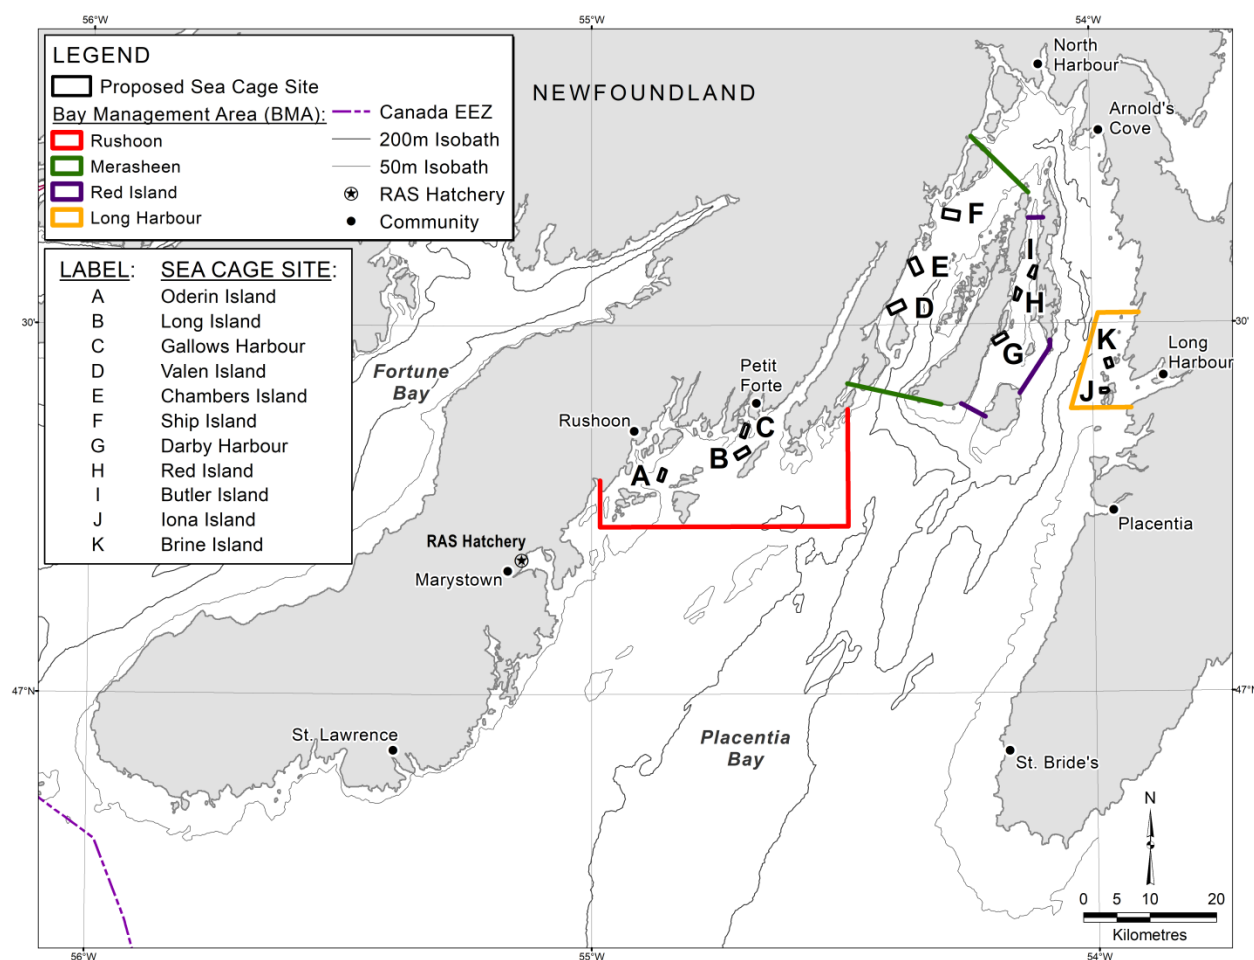 56°W
55°W
54°W
LEGEND
Proposed Sea Cage Site
Bay Management Area (BMA):
Rushoon
Merasheen
Red Island
Long Harbour
Canada EEZ
200m Isobath
50m Isobath
RAS Hatchery
Community
LABEL: SEA CAGE SITE:
A Oderin Island
B Long Island
C Gallows Harbour
D Valen Island
E Chambers Island
F Ship Island
G Darby Harbour
H Red Island
I Butler Island
J Iona Island
K Brine Island
NEWFOUNDLAND
North
Harbour
Arnold's
Cove
F
I
E
H
D
30'
30'
G
K
Long
Harbour
J
Fortune
Bay
Petit
Forte
Rushoon
C
B
A
Placentia
RAS Hatchery
Marystown
47°N
47°N
St. Lawrence
Placentia
Bay
St. Bride's
N
0 5 10 20
Kilometres
56°W
55°W
54°W